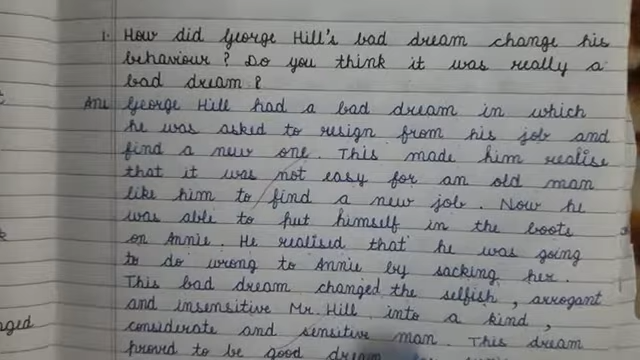 1. How did George Hill's bad dream change his
behaviour ? Do you think it was really a
bad dream ?
Ans George Hill had a bad dream in which
he was asked to resign from his job and
find a new one. This made him realise
that it was not easy for an old man
like him to find a new job. Now he
was able to put himself in the boots
on Annie. He realised that he was going
to do wrong to Annie by sacking her.
This bad dream changed the selfish, arrogant
and insensitive Mr. Hill into a kind,
considerate and sensitive man. This dream
proved to be good dream